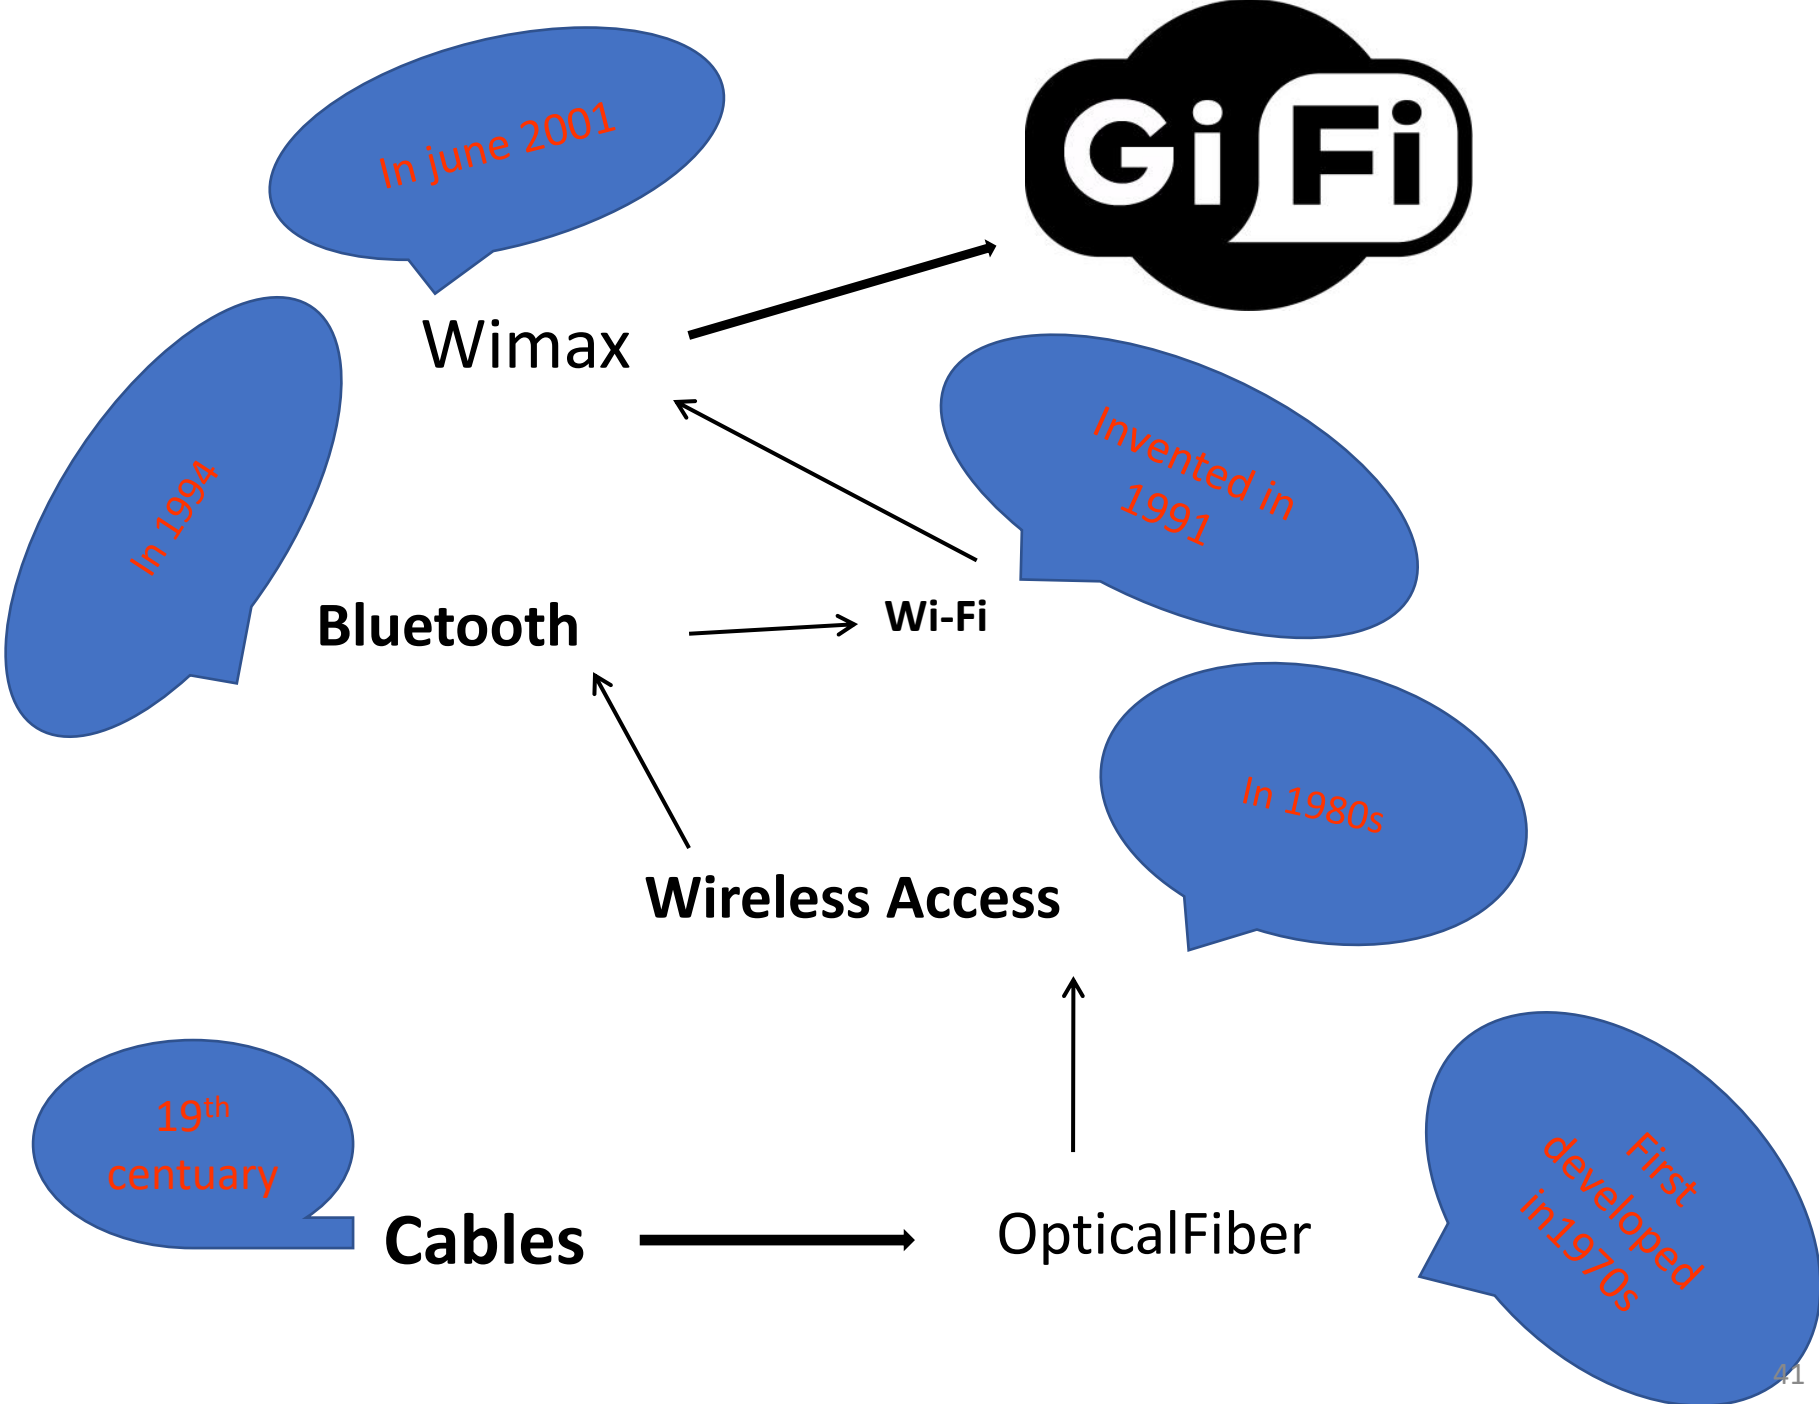 In june 2001
GiFi
Wimax
Invented in
1991
In 1994
Bluetooth
Wi-Fi
In 1980s
Wireless Access
19th
centuary
Cables
OpticalFiber
First
developed
in1970s
41